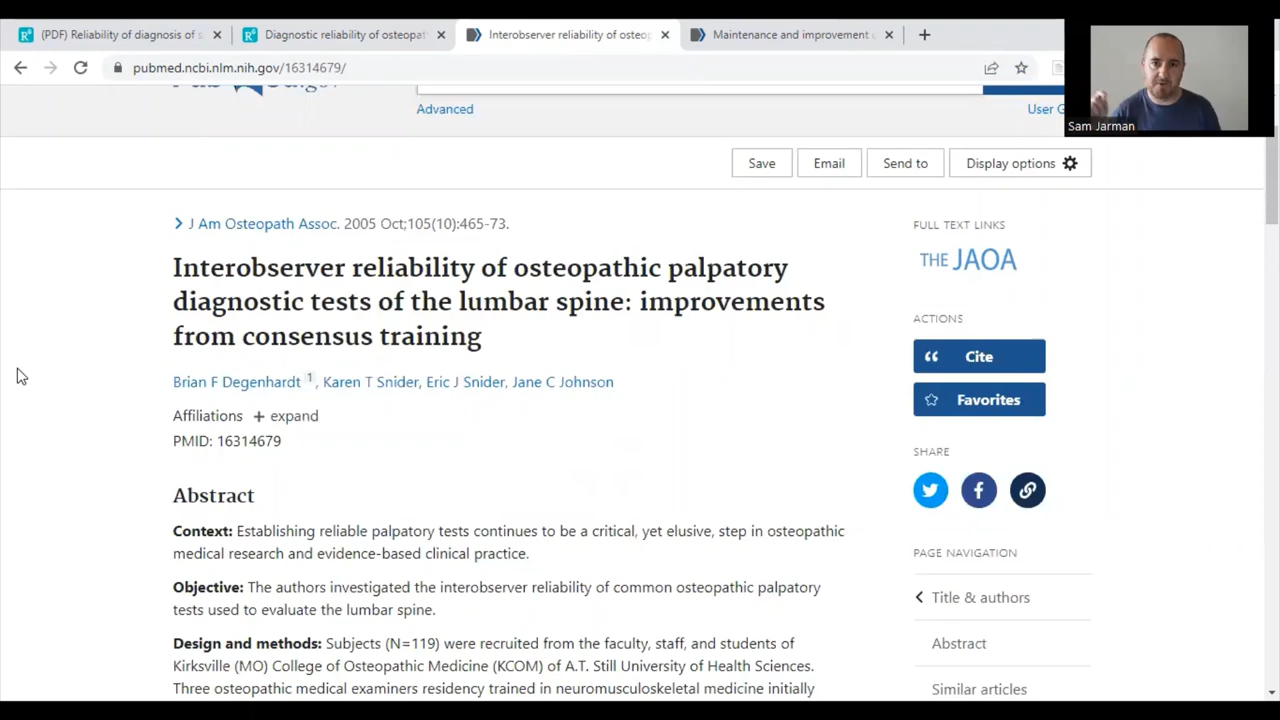 (PDF) Reliability of diagnosis of s
Diagnostic reliability of osteopat
Interobserver reliability of osteop
Maintenance and improvement
pubmed.ncbi.nlm.nih.gov/16314679/
Advanced
User G
Sam Jarman
Save
Email
Send to
Display options
J Am Osteopath Assoc. 2005 Oct;105(10):465-73.
Interobserver reliability of osteopathic palpatory
diagnostic tests of the lumbar spine: improvements
from consensus training
Brian F Degenhardt 1, Karen T Snider, Eric J Snider, Jane C Johnson
Affiliations + expand
PMID: 16314679
Abstract
Context: Establishing reliable palpatory tests continues to be a critical, yet elusive, step in osteopathic
medical research and evidence-based clinical practice.
Objective: The authors investigated the interobserver reliability of common osteopathic palpatory
tests used to evaluate the lumbar spine.
Design and methods: Subjects (N=119) were recruited from the faculty, staff, and students of
Kirksville (MO) College of Osteopathic Medicine (KCOM) of A.T. Still University of Health Sciences.
Three osteopathic medical examiners residency trained in neuromusculoskeletal medicine initially
FULL TEXT LINKS
THE JAOA
ACTIONS
Cite
Favorites
SHARE
PAGE NAVIGATION
Title & authors
Abstract
Similar articles